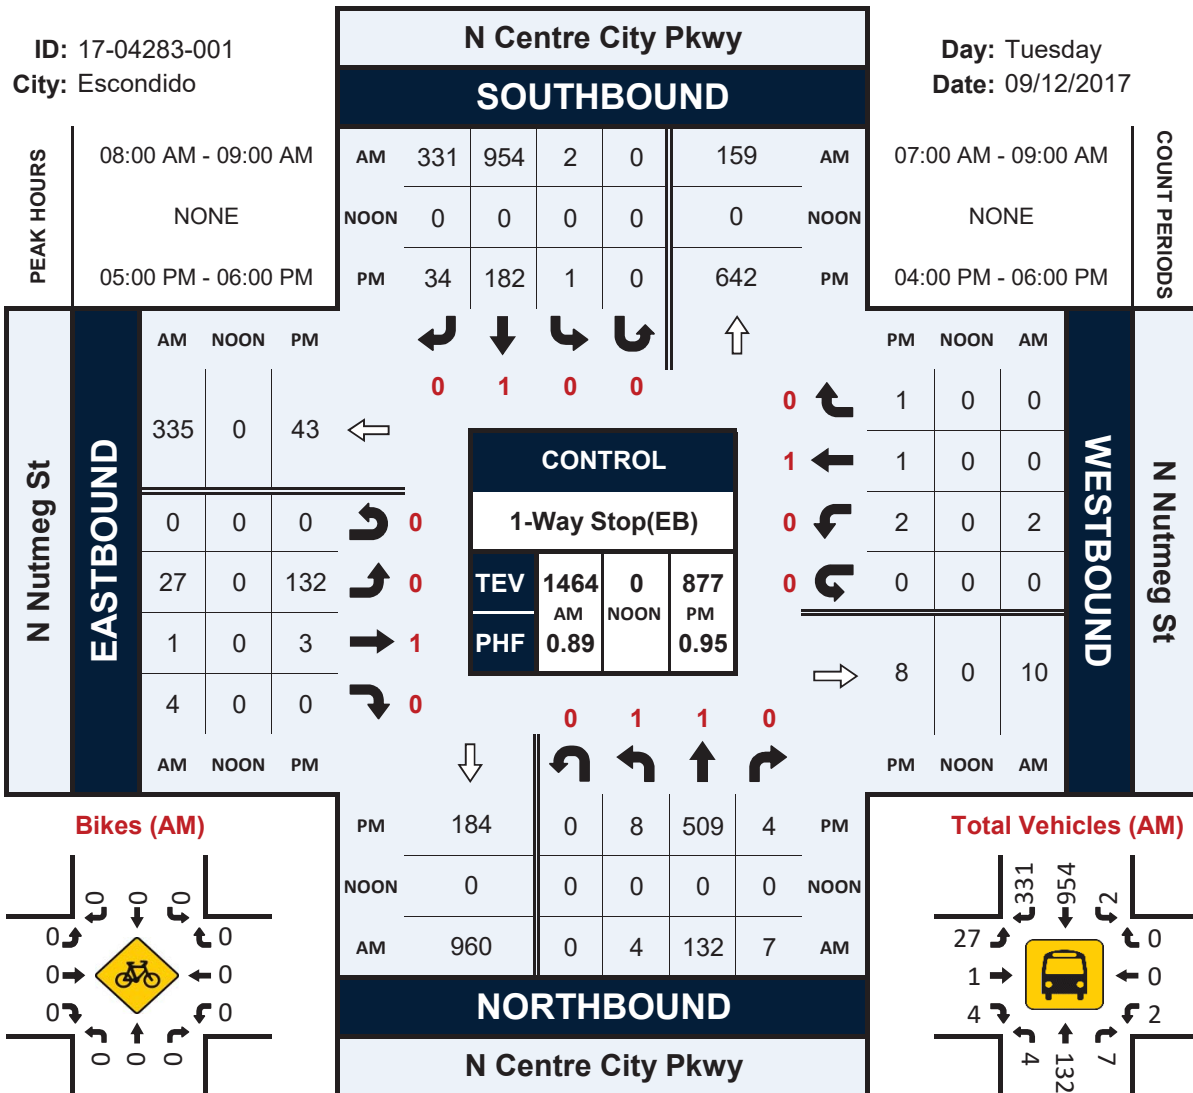 N Centre City Pkwy
SOUTHBOUND
ID: 17-04283-001
City: Escondido
Day: Tuesday
Date: 09/12/2017
PEAK HOURS
08:00 AM - 09:00 AM
NONE
05:00 PM - 06:00 PM
AM 331 954 2 0 159 AM
NOON 0 0 0 0 0 NOON
PM 34 182 1 0 642 PM
07:00 AM - 09:00 AM
NONE
04:00 PM - 06:00 PM
COUNT PERIODS
0 1 0 0
N Nutmeg St
EASTBOUND
AM NOON PM
335 0 43
0 0 0 0
27 0 132 0
1 0 3 1
4 0 0 0
AM NOON PM
CONTROL
1-Way Stop(EB)
TEV 1464 0 877
AM NOON PM
PHF 0.89 0.95
PM NOON AM
0 1 0 0
1 1 0 0
0 2 0 2
0 0 0 0
8 0 10
PM NOON AM
WESTBOUND
N Nutmeg St
0 1 1 0
PM 184 0 8 509 4 PM
NOON 0 0 0 0 0 NOON
AM 960 0 4 132 7 AM
NORTHBOUND
N Centre City Pkwy
Bikes (AM)
0 0 0
0 0
0 0
0 0
0 0 0
Total Vehicles (AM)
331 954 2
27 0
1 0
4 2
4 132 7